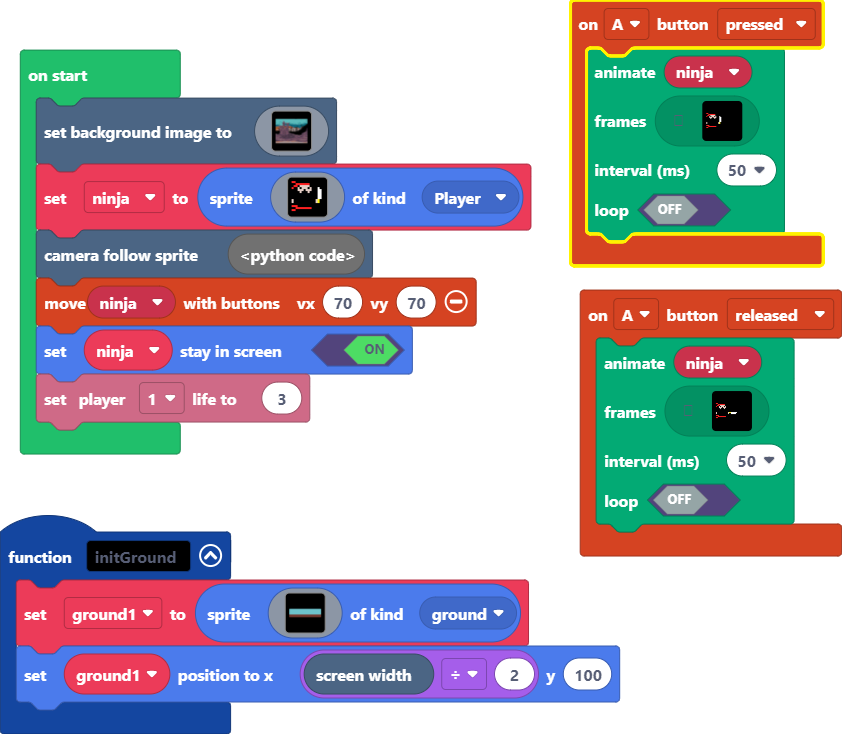 on start
set background image to
set ninja to sprite of kind Player
camera follow sprite <python code>
move ninja with buttons vx 70 vy 70
set ninja stay in screen ON
set player 1 life to 3
on A button pressed
animate ninja
frames
interval (ms) 50
loop OFF
on A button released
animate ninja
frames
interval (ms) 50
loop OFF
function initGround
set ground1 to sprite of kind ground
set ground1 position to x screen width ÷ 2 y 100